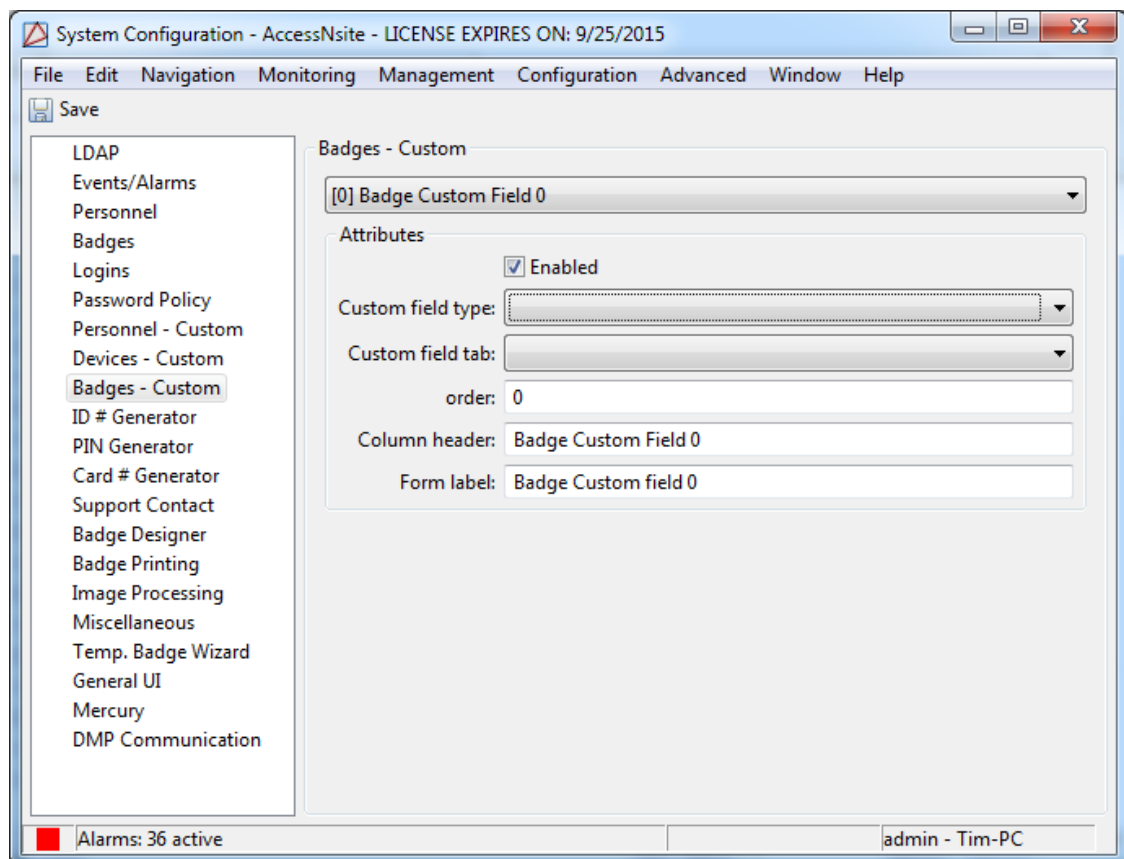 System Configuration - AccessNsite - LICENSE EXPIRES ON: 9/25/2015
File Edit Navigation Monitoring Management Configuration Advanced Window Help
Save
LDAP
Events/Alarms
Personnel
Badges
Logins
Password Policy
Personnel - Custom
Devices - Custom
Badges - Custom
ID # Generator
PIN Generator
Card # Generator
Support Contact
Badge Designer
Badge Printing
Image Processing
Miscellaneous
Temp. Badge Wizard
General UI
Mercury
DMP Communication
Badges - Custom
[0] Badge Custom Field 0
Attributes
Enabled
Custom field type:
Custom field tab:
order: 0
Column header: Badge Custom Field 0
Form label: Badge Custom field 0
Alarms: 36 active
admin - Tim-PC